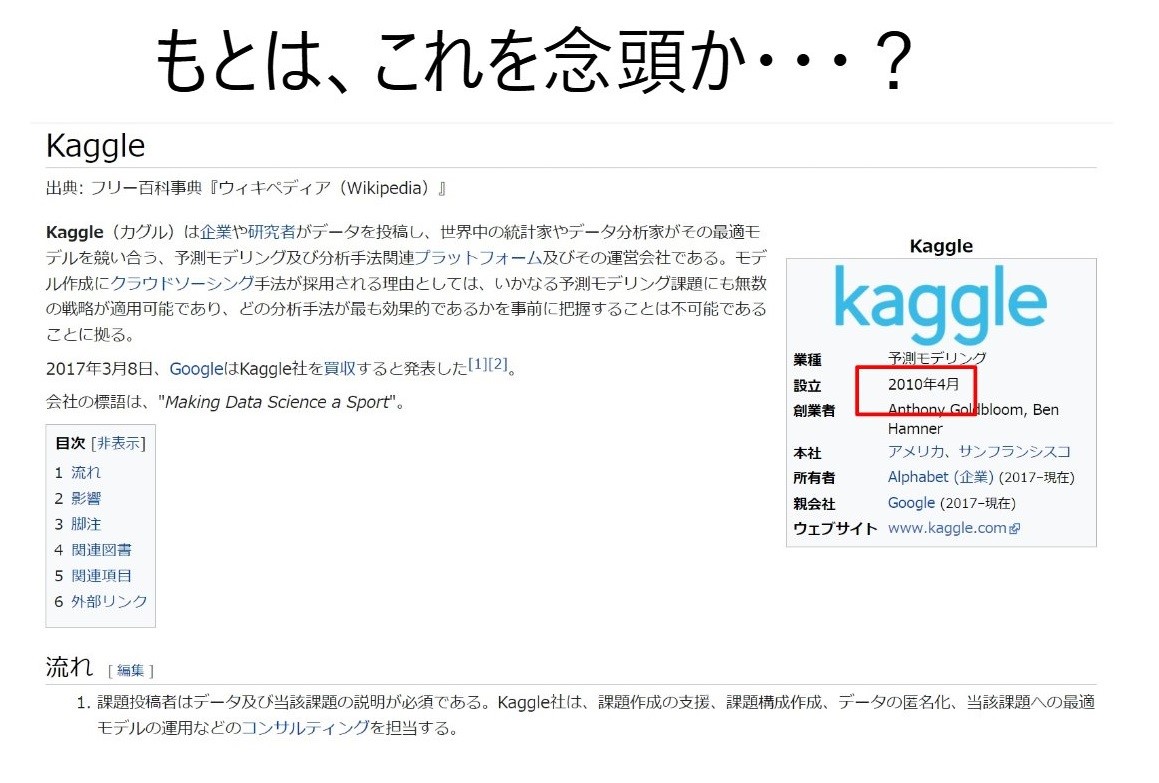 もとは、これを念頭か・・・？
Kaggle
出典: フリー百科事典『ウィキペディア（Wikipedia）』
Kaggle（カグル）は企業や研究者がデータを投稿し、世界中の統計家やデータ分析家がその最適モ
デルを競い合う、予測モデリング及び分析手法関連プラットフォーム及びその運営会社である。モデ
ル作成にクラウドソーシング手法が採用される理由としては、いかなる予測モデリング課題にも無数
の戦略が適用可能であり、どの分析手法が最も効果的であるかを事前に把握することは不可能である
ことに拠る。
2017年3月8日、GoogleはKaggle社を買収すると発表した[1][2]。
会社の標語は、"Making Data Science a Sport"。
目次 [非表示]
1 流れ
2 影響
3 脚注
4 関連図書
5 関連項目
6 外部リンク
Kaggle
kaggle
業種 予測モデリング
設立 2010年4月
創業者 Anthony Goldbloom, Ben
Hamner
本社 アメリカ、サンフランシスコ
所有者 Alphabet (企業) (2017–現在)
親会社 Google (2017–現在)
ウェブサイト www.kaggle.com
流れ [ 編集 ]
1. 課題投稿者はデータ及び当該課題の説明が必須である。Kaggle社は、課題作成の支援、課題構成作成、データの匿名化、当該課題への最適
モデルの運用などのコンサルティングを担当する。